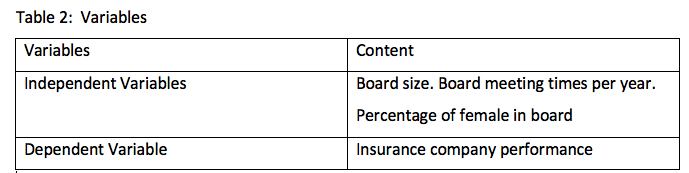 Table 2: Variables
Variables Content
Independent Variables Board size. Board meeting times per year.
Percentage of female in board
Dependent Variable Insurance company performance